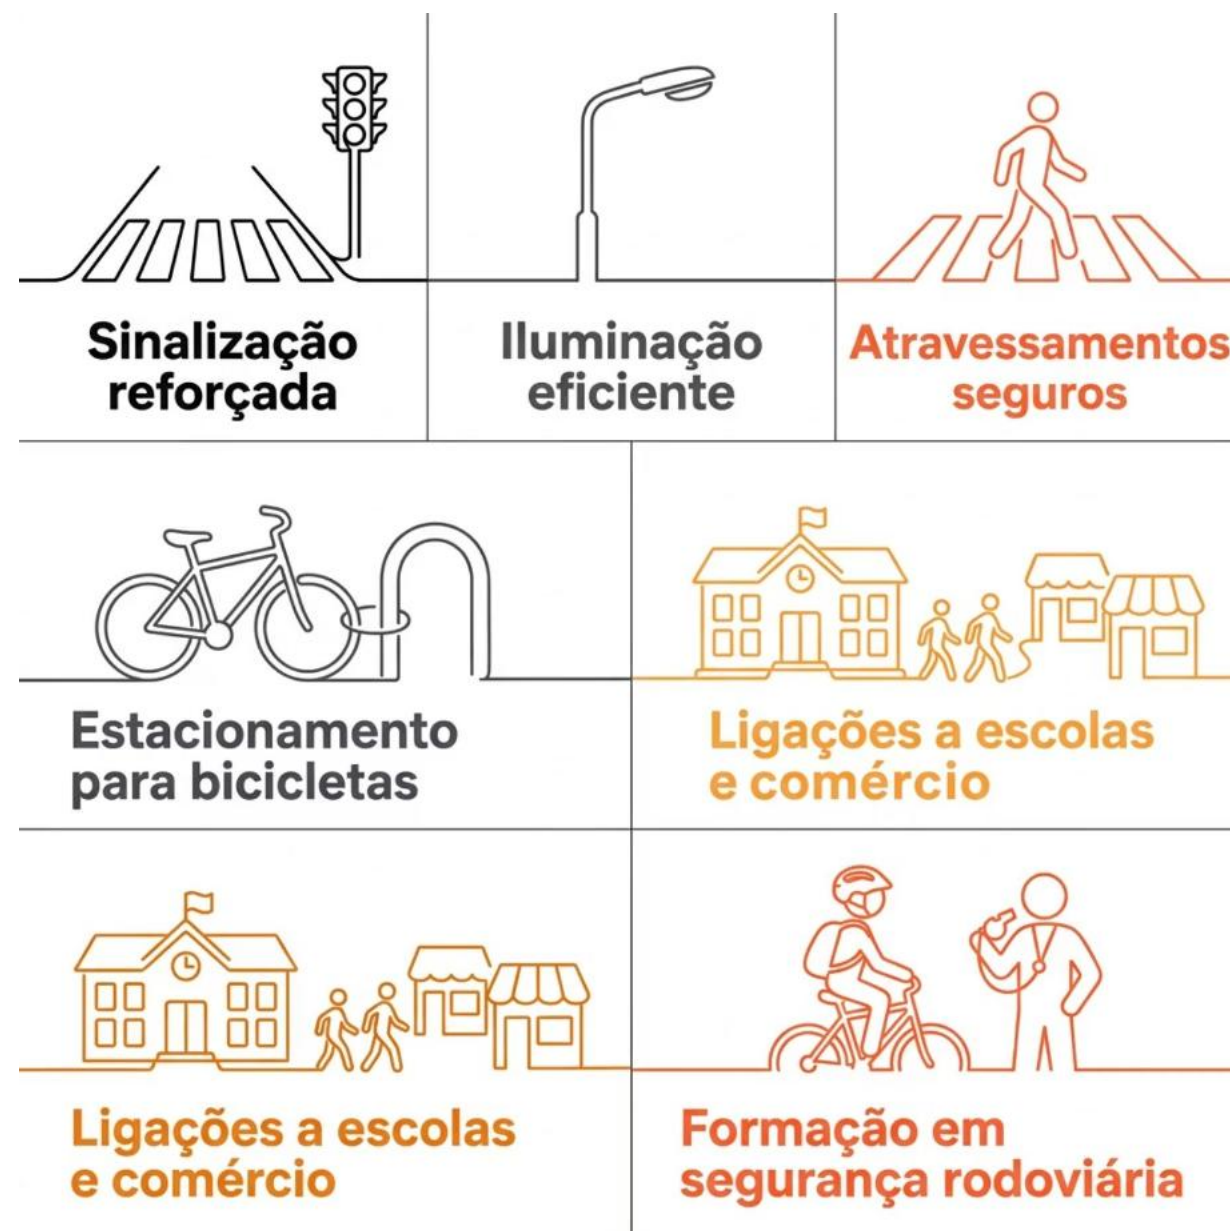 Sinalização
reforçada
Iluminação
eficiente
Atravessamentos
seguros
Estacionamento
para bicicletas
Ligações a escolas
e comércio
Ligações a escolas
e comércio
Formação em
segurança rodoviária